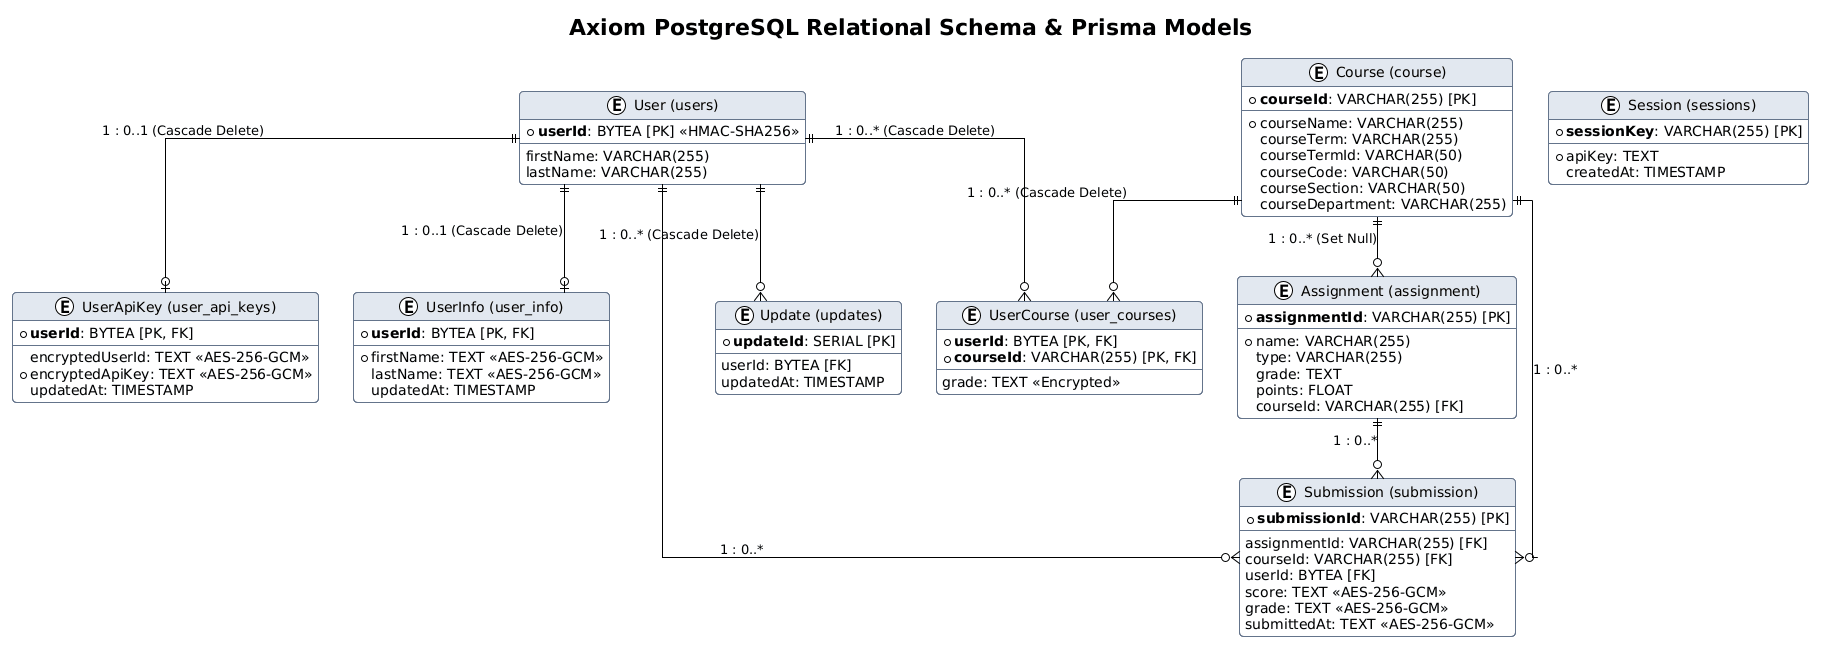 Axiom PostgreSQL Relational Schema & Prisma Models
E Course (course)
courseId: VARCHAR(255) [PK]
courseName: VARCHAR(255)
courseTerm: VARCHAR(255)
courseTermId: VARCHAR(50)
courseCode: VARCHAR(50)
courseSection: VARCHAR(50)
courseDepartment: VARCHAR(255)
E User (users)
userId: BYTEA [PK] «HMAC-SHA256»
firstName: VARCHAR(255)
lastName: VARCHAR(255)
E Session (sessions)
sessionKey: VARCHAR(255) [PK]
apiKey: TEXT
createdAt: TIMESTAMP
1 : 0..1 (Cascade Delete)
1 : 0..* (Cascade Delete)
1 : 0..* (Cascade Delete)
1 : 0..1 (Cascade Delete)
1 : 0..* (Cascade Delete)
1 : 0..* (Set Null)
E UserApiKey (user_api_keys)
userId: BYTEA [PK, FK]
encryptedUserId: TEXT «AES-256-GCM»
encryptedApiKey: TEXT «AES-256-GCM»
updatedAt: TIMESTAMP
E UserInfo (user_info)
userId: BYTEA [PK, FK]
firstName: TEXT «AES-256-GCM»
lastName: TEXT «AES-256-GCM»
updatedAt: TIMESTAMP
E Update (updates)
updateId: SERIAL [PK]
userId: BYTEA [FK]
updatedAt: TIMESTAMP
E UserCourse (user_courses)
userId: BYTEA [PK, FK]
courseId: VARCHAR(255) [PK, FK]
grade: TEXT «Encrypted»
E Assignment (assignment)
assignmentId: VARCHAR(255) [PK]
name: VARCHAR(255)
type: VARCHAR(255)
grade: TEXT
points: FLOAT
courseId: VARCHAR(255) [FK]
1 : 0..*
1 : 0..*
1 : 0..*
E Submission (submission)
submissionId: VARCHAR(255) [PK]
assignmentId: VARCHAR(255) [FK]
courseId: VARCHAR(255) [FK]
userId: BYTEA [FK]
score: TEXT «AES-256-GCM»
grade: TEXT «AES-256-GCM»
submittedAt: TEXT «AES-256-GCM»